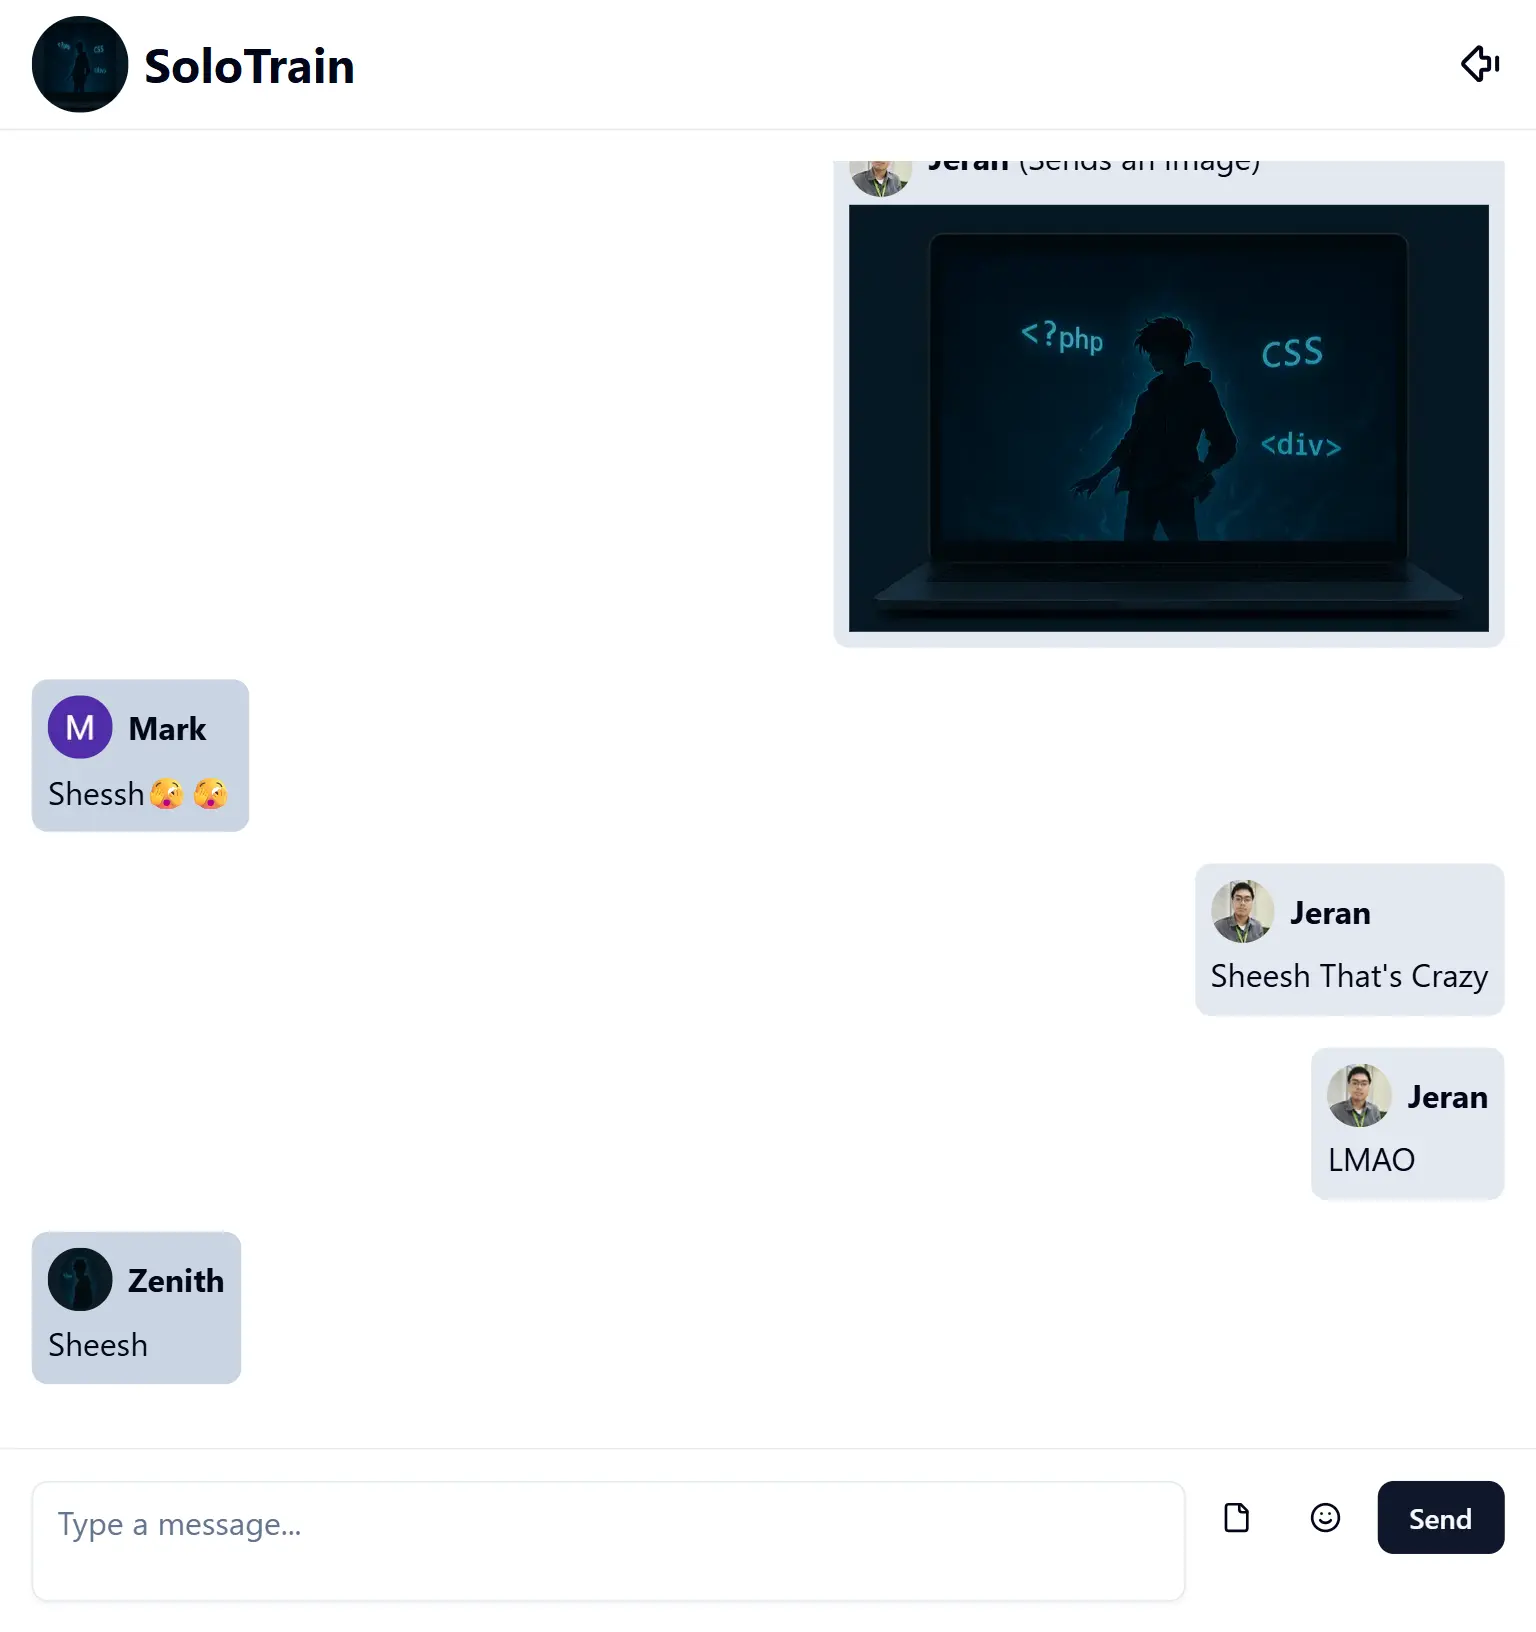 SoloTrain
Jeran (Sends an image)
<?php
CSS
<div>
M Mark
Shessh🫣 🫣
Jeran
Sheesh That's Crazy
Jeran
LMAO
Zenith
Sheesh
Type a message...
Send